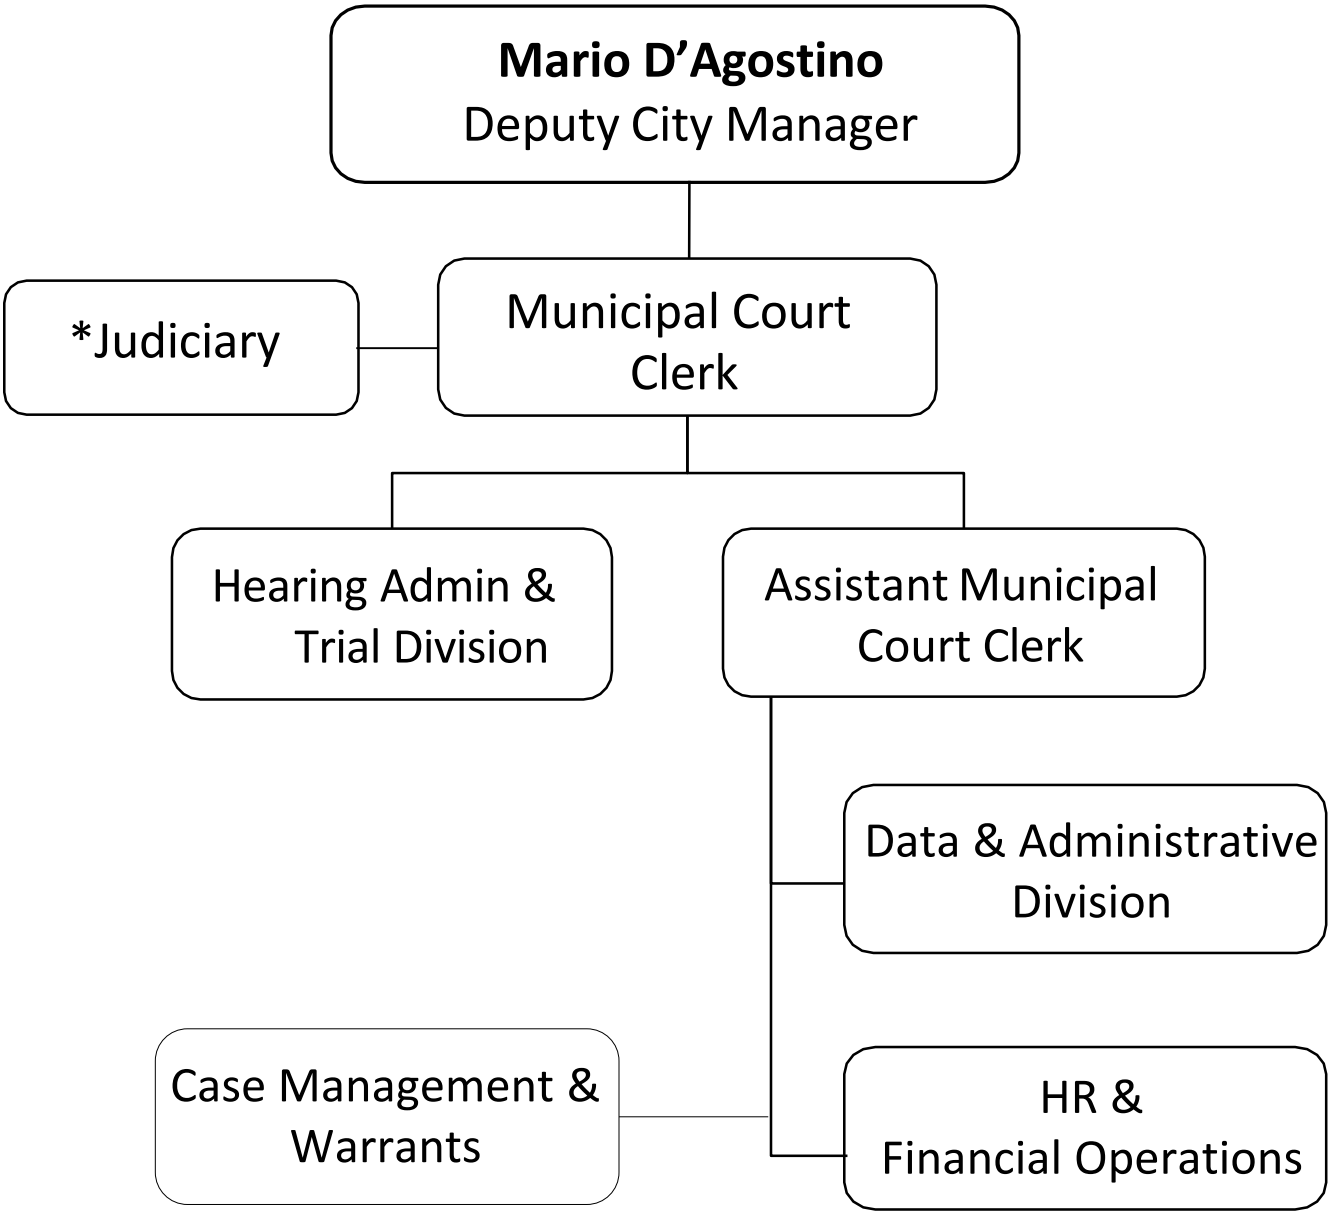 Mario D’Agostino
Deputy City Manager
*Judiciary
Municipal Court
Clerk
Hearing Admin &
Trial Division
Assistant Municipal
Court Clerk
Data & Administrative
Division
Case Management &
Warrants
HR &
Financial Operations